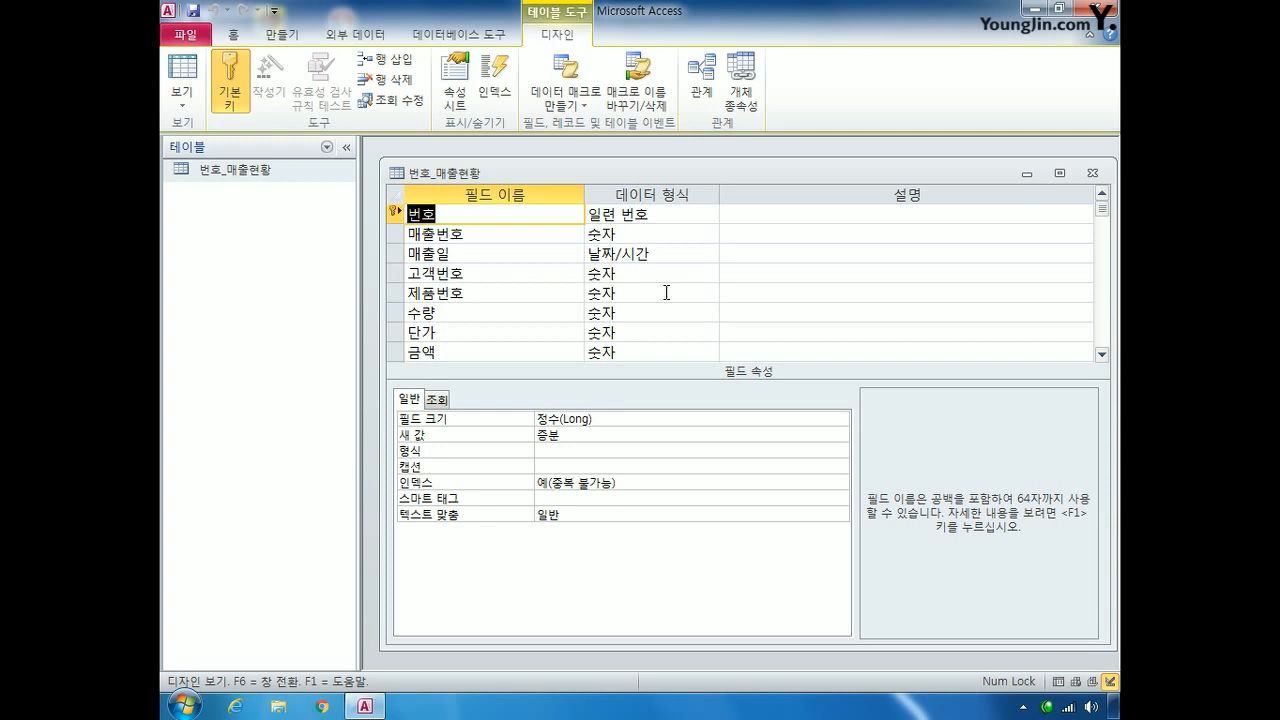 테이블 도구
Microsoft Access
Younglin.com Y.
파일
홈
만들기
외부 데이터
데이터베이스 도구
디자인
보기
기본
키
작성기
유효성 검사
규칙 테스트
행 삽입
행 삭제
조회 수정
속성
시트
인덱스
데이터 매크로
만들기
매크로 이름
바꾸기/삭제
관계
개체
종속성
보기
도구
표시/숨기기
필드, 레코드 및 테이블 이벤트
관계
테이블
번호_매출현황
번호_매출현황
필드 이름 데이터 형식 설명
번호 일련 번호
매출번호 숫자
매출일 날짜/시간
고객번호 숫자
제품번호 숫자
수량 숫자
단가 숫자
금액 숫자
필드 속성
일반 조회
필드 크기 정수(Long)
새 값 증분
형식
캡션
인덱스 예(중복 불가능)
스마트 태그
텍스트 맞춤 일반
필드 이름은 공백을 포함하여 64자까지 사용
할 수 있습니다. 자세한 내용을 보려면 <F1>
키를 누르십시오.
디자인 보기. F6 = 창 전환. F1 = 도움말.
Num Lock